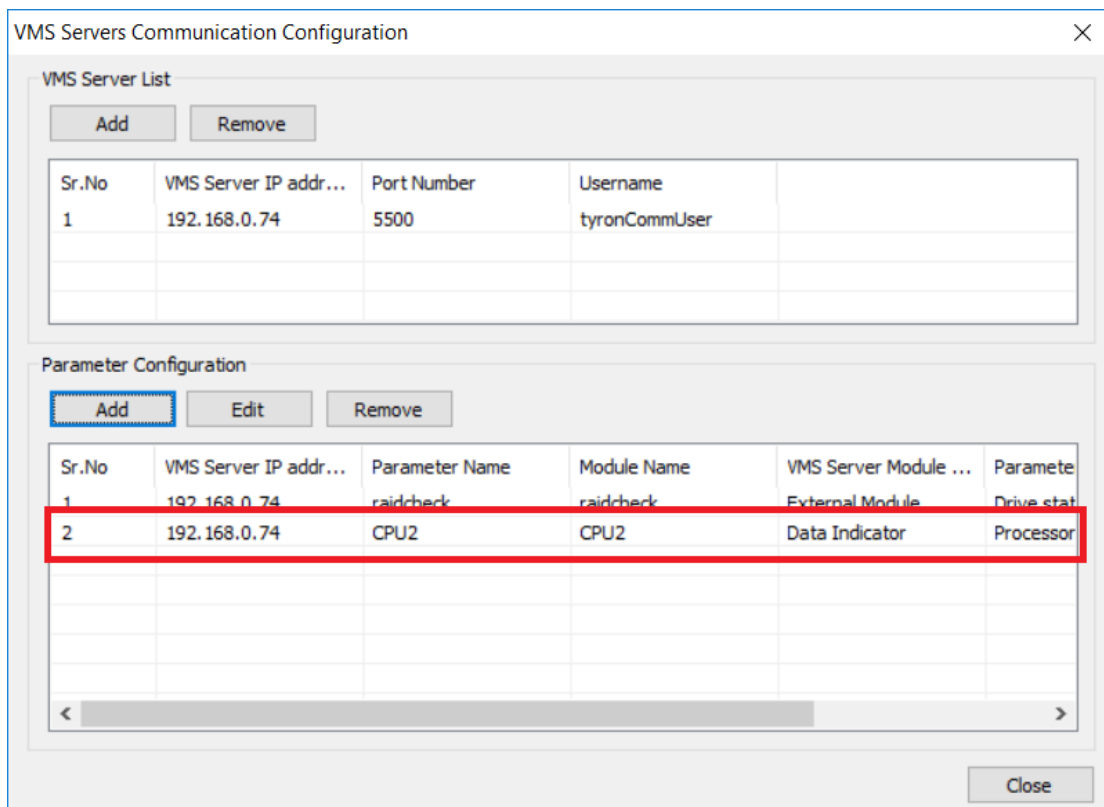 VMS Servers Communication Configuration
VMS Server List
Add Remove
Sr.No VMS Server IP addr... Port Number Username
1 192.168.0.74 5500 tyronCommUser
Parameter Configuration
Add Edit Remove
Sr.No VMS Server IP addr... Parameter Name Module Name VMS Server Module ... Paramete
1 192.168.0.74 raidcheck raidcheck External Module Drive stat
2 192.168.0.74 CPU2 CPU2 Data Indicator Processor
Close